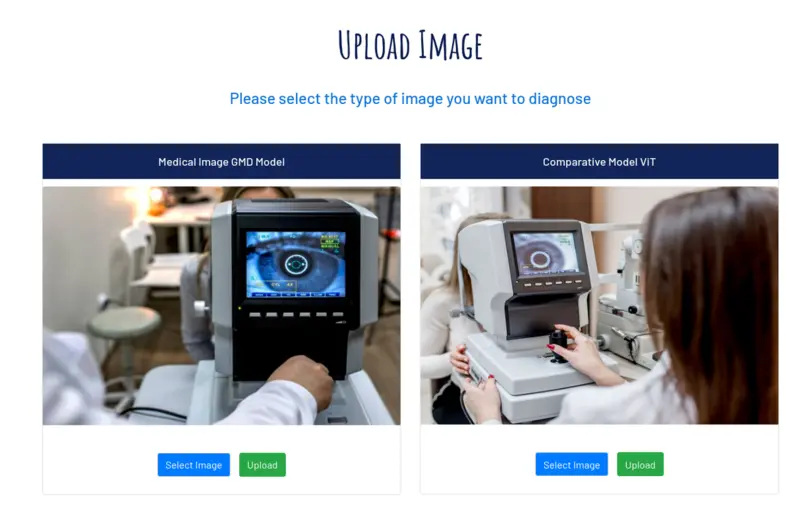 Upload Image
Please select the type of image you want to diagnose
Medical Image GMD Model
Comparative Model ViT
Select Image
Upload
Select Image
Upload